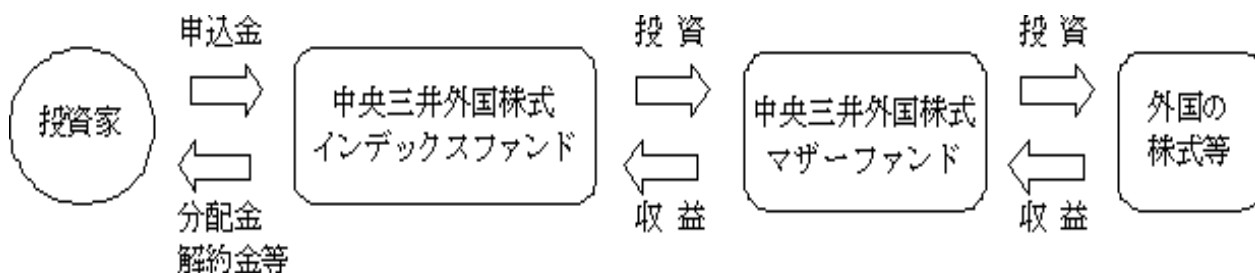 投資家
申込金
分配金
解約金等
中央三井外国株式
インデックスファンド
投資
収益
中央三井外国株式
マザーファンド
投資
収益
外国の
株式等